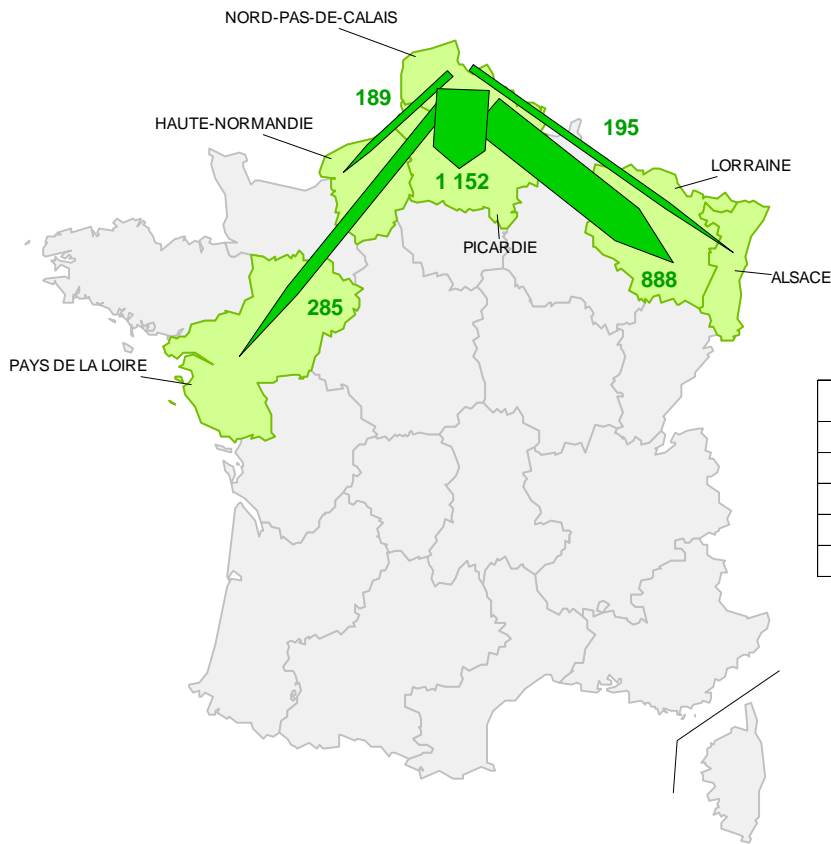 NORD-PAS-DE-CALAIS
189
HAUTE-NORMANDIE
195
LORRAINE
1 152
PICARDIE
888
ALSACE
285
PAYS DE LA LOIRE